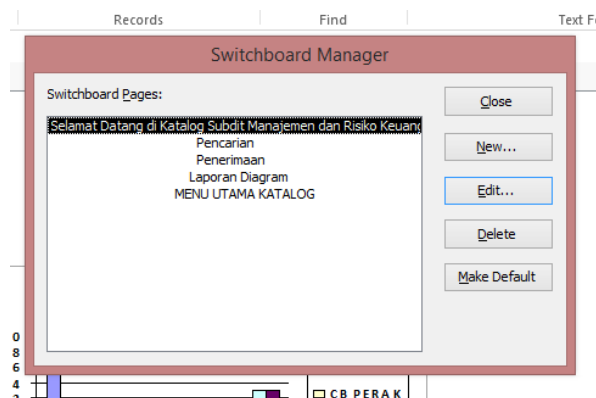 Records Find Text F
Switchboard Manager
Switchboard Pages:
Selamat Datang di Katalog Subdit Manajemen dan Risiko Keuang
Pencarian
Penerimaan
Laporan Diagram
MENU UTAMA KATALOG
Close
New...
Edit...
Delete
Make Default
0
8
6
4
CB PERAK